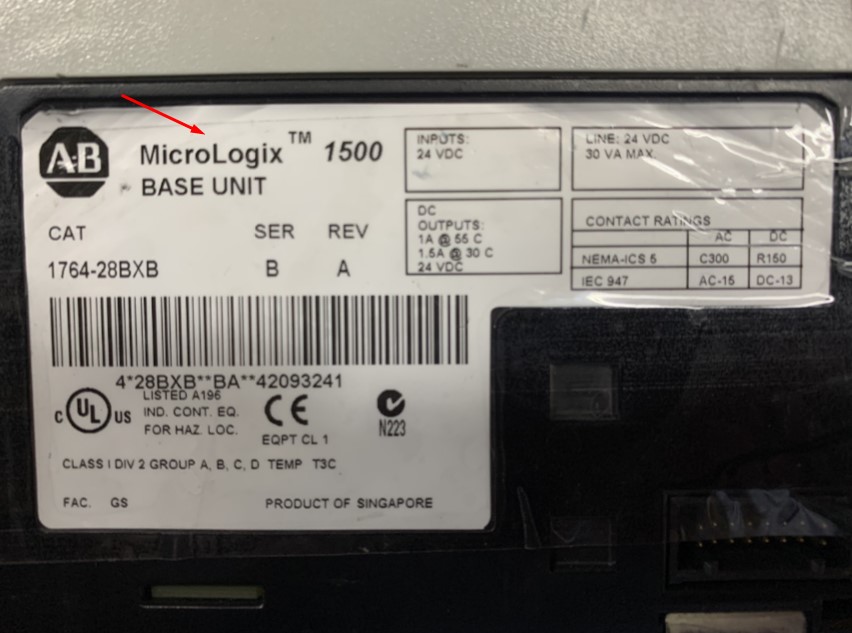 AB
MicroLogix™ 1500
BASE UNIT
CAT SER REV
1764-28BXB B A
INPUTS:
24 VDC
LINE: 24 VDC
30 VA MAX.
DC
OUTPUTS:
1A @ 55 C
1.5A @ 30 C
24 VDC
CONTACT RATINGS
AC DC
NEMA-ICS 5 C300 R150
IEC 947 AC-15 DC-13
4*28BXB**BA**42093241
C UL US
LISTED A196
IND. CONT. EQ.
FOR HAZ. LOC.
CE
EQPT CL 1
N223
CLASS I DIV 2 GROUP A, B, C, D TEMP T3C
FAC. GS
PRODUCT OF SINGAPORE